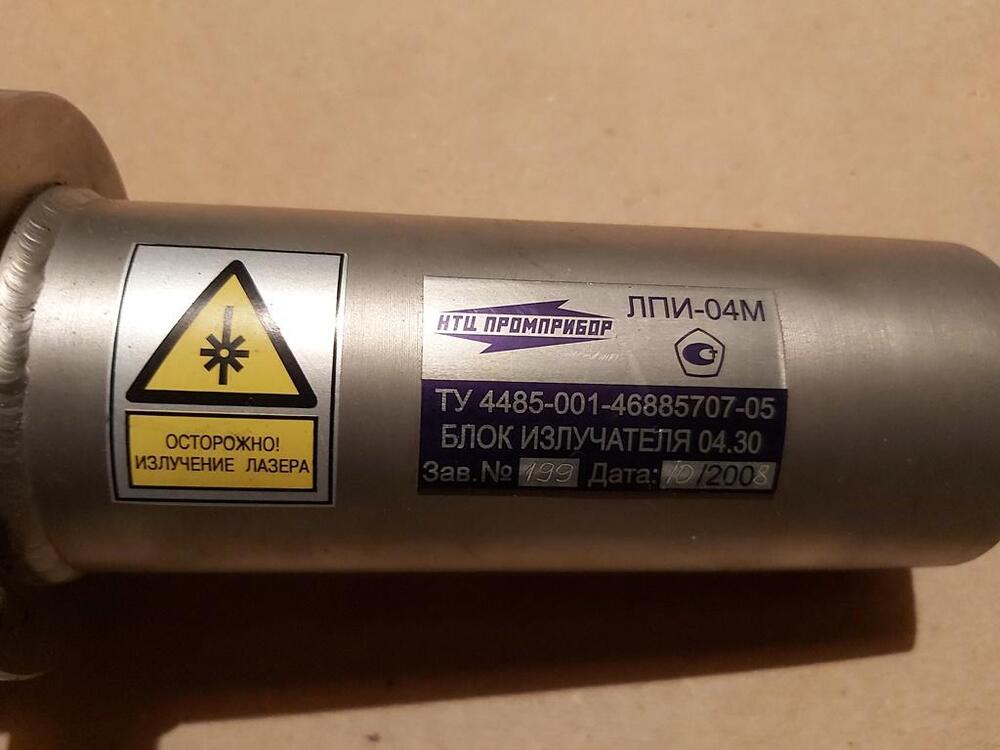 ОСТОРОЖНО!
ИЗЛУЧЕНИЕ ЛАЗЕРА
НТЦ ПРОМПРИБОР
ЛПИ-04М
ТУ 4485-001-46885707-05
БЛОК ИЗЛУЧАТЕЛЯ 04.30
Зав.№ 199 Дата: 10/2008